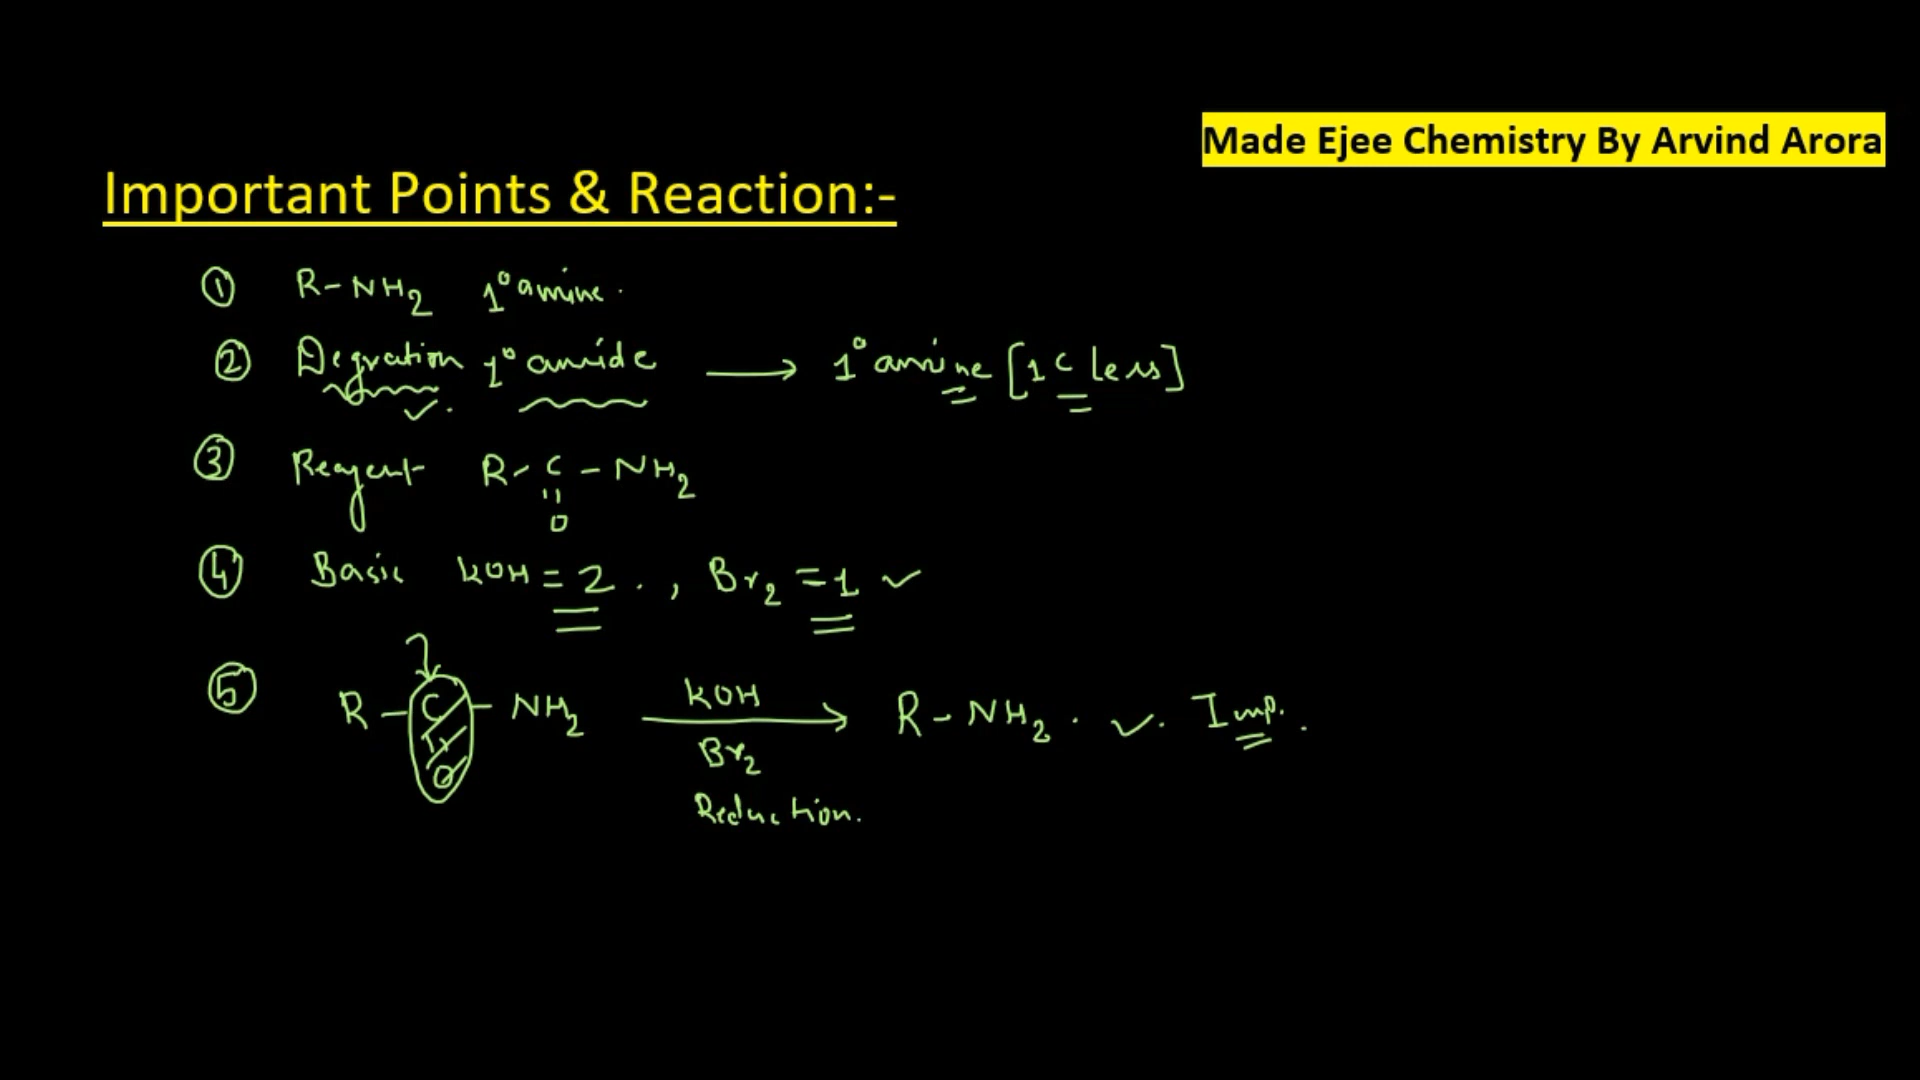 Made Ejee Chemistry By Arvind Arora
Important Points & Reaction:-
① R-NH2 1° amine.
② Degration 1° amide → 1° amine [1 C less]
③ Reagent R-C-NH2
=
O
④ Basic KOH = 2 . , Br2 = 1 ✓
⑤ R-C-NH2 KOH → R-NH2 . ✓. Imp.
O Br2
Reduction.